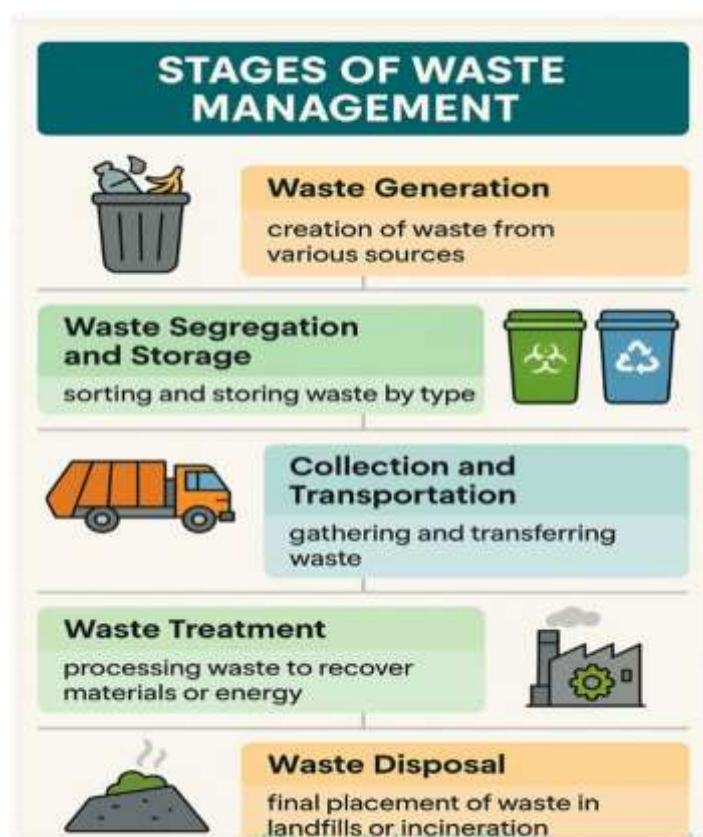 STAGES OF WASTE
MANAGEMENT
Waste Generation
creation of waste from
various sources
Waste Segregation
and Storage
sorting and storing waste by type
Collection and
Transportation
gathering and transferring
waste
Waste Treatment
processing waste to recover
materials or energy
Waste Disposal
final placement of waste in
landfills or incineration